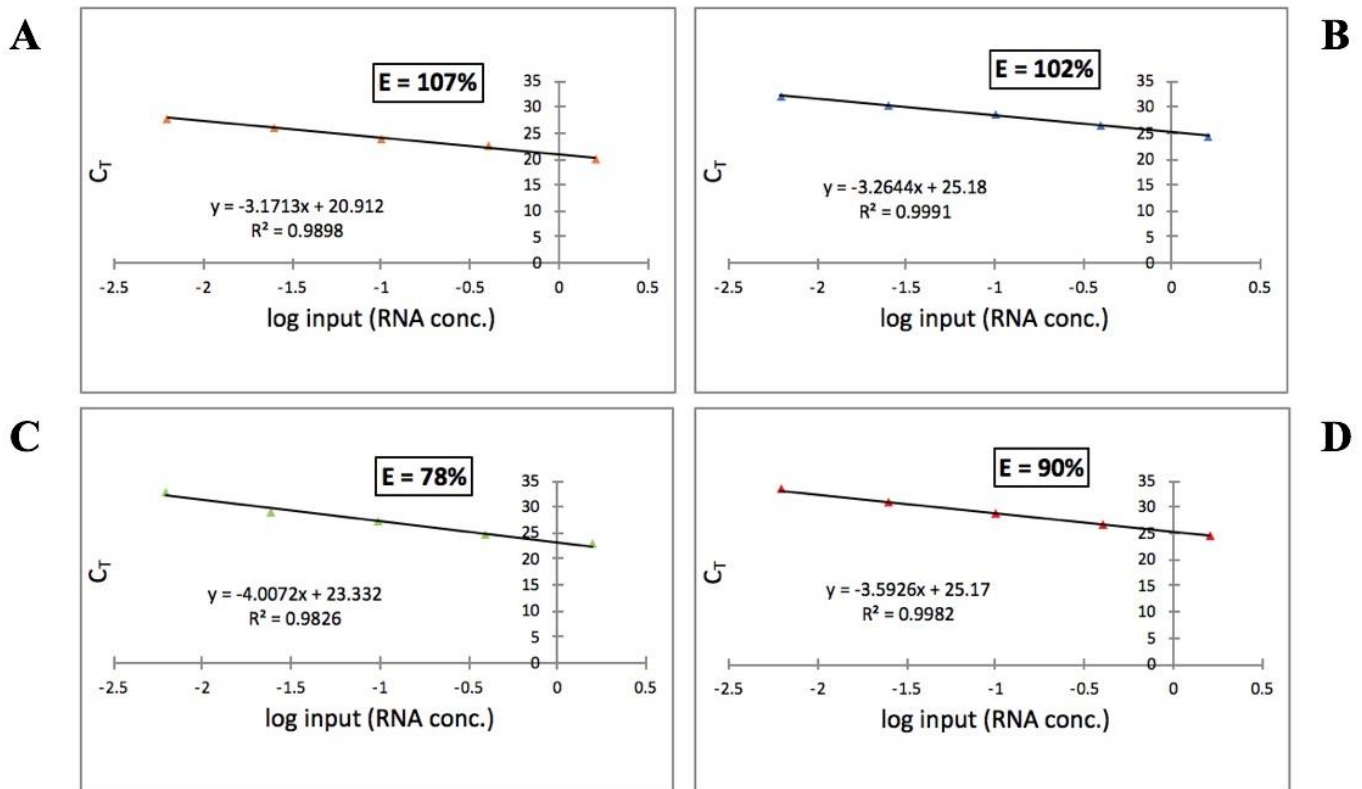 A
E = 107%
35
30
25
20
15
10
5
0
C_T
y = -3.1713x + 20.912
R² = 0.9898
-2.5 -2 -1.5 -1 -0.5 0 0.5
log input (RNA conc.)
B
E = 102%
35
30
25
20
15
10
5
0
C_T
y = -3.2644x + 25.18
R² = 0.9991
-2.5 -2 -1.5 -1 -0.5 0 0.5
log input (RNA conc.)
C
E = 78%
35
30
25
20
15
10
5
0
C_T
y = -4.0072x + 23.332
R² = 0.9826
-2.5 -2 -1.5 -1 -0.5 0 0.5
log input (RNA conc.)
D
E = 90%
35
30
25
20
15
10
5
0
C_T
y = -3.5926x + 25.17
R² = 0.9982
-2.5 -2 -1.5 -1 -0.5 0 0.5
log input (RNA conc.)